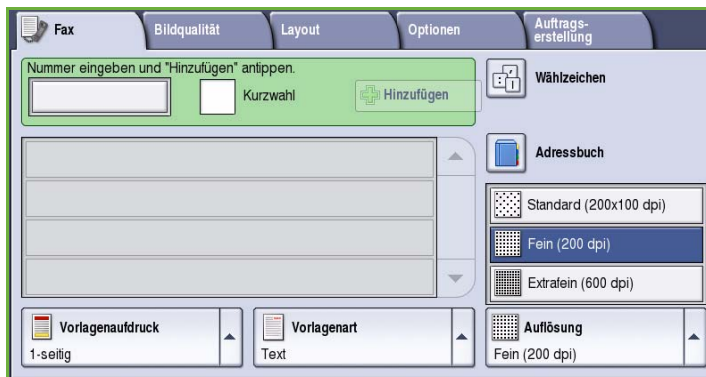 Fax
Bildqualität
Layout
Optionen
Auftrags-
erstellung
Nummer eingeben und "Hinzufügen" antippen.
Kurzwahl
Hinzufügen
Wählzeichen
Adressbuch
Standard (200x100 dpi)
Fein (200 dpi)
Extrafein (600 dpi)
Vorlagenaufdruck
1-seitig
Vorlagenart
Text
Auflösung
Fein (200 dpi)